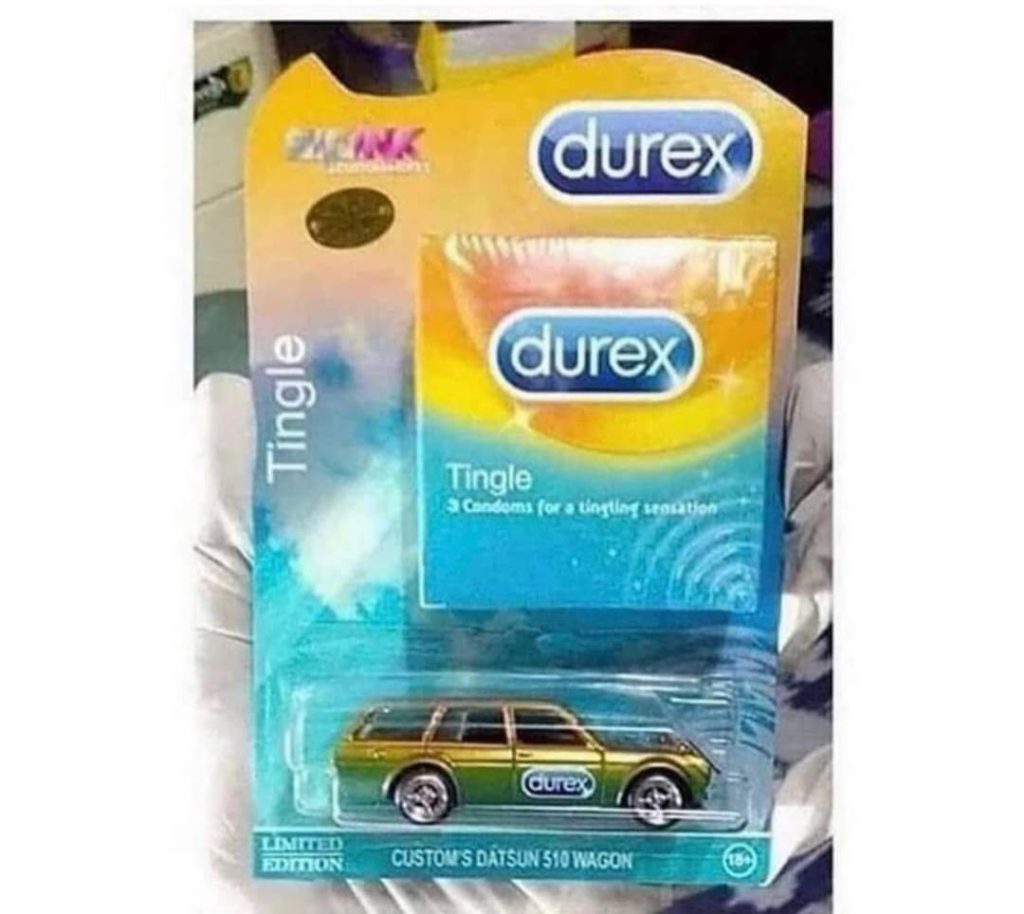 durex
Tingle
durex
Tingle
3 Condoms for a tingling sensation
durex
LIMITED
EDITION
CUSTOM'S DATSUN 510 WAGON
18+